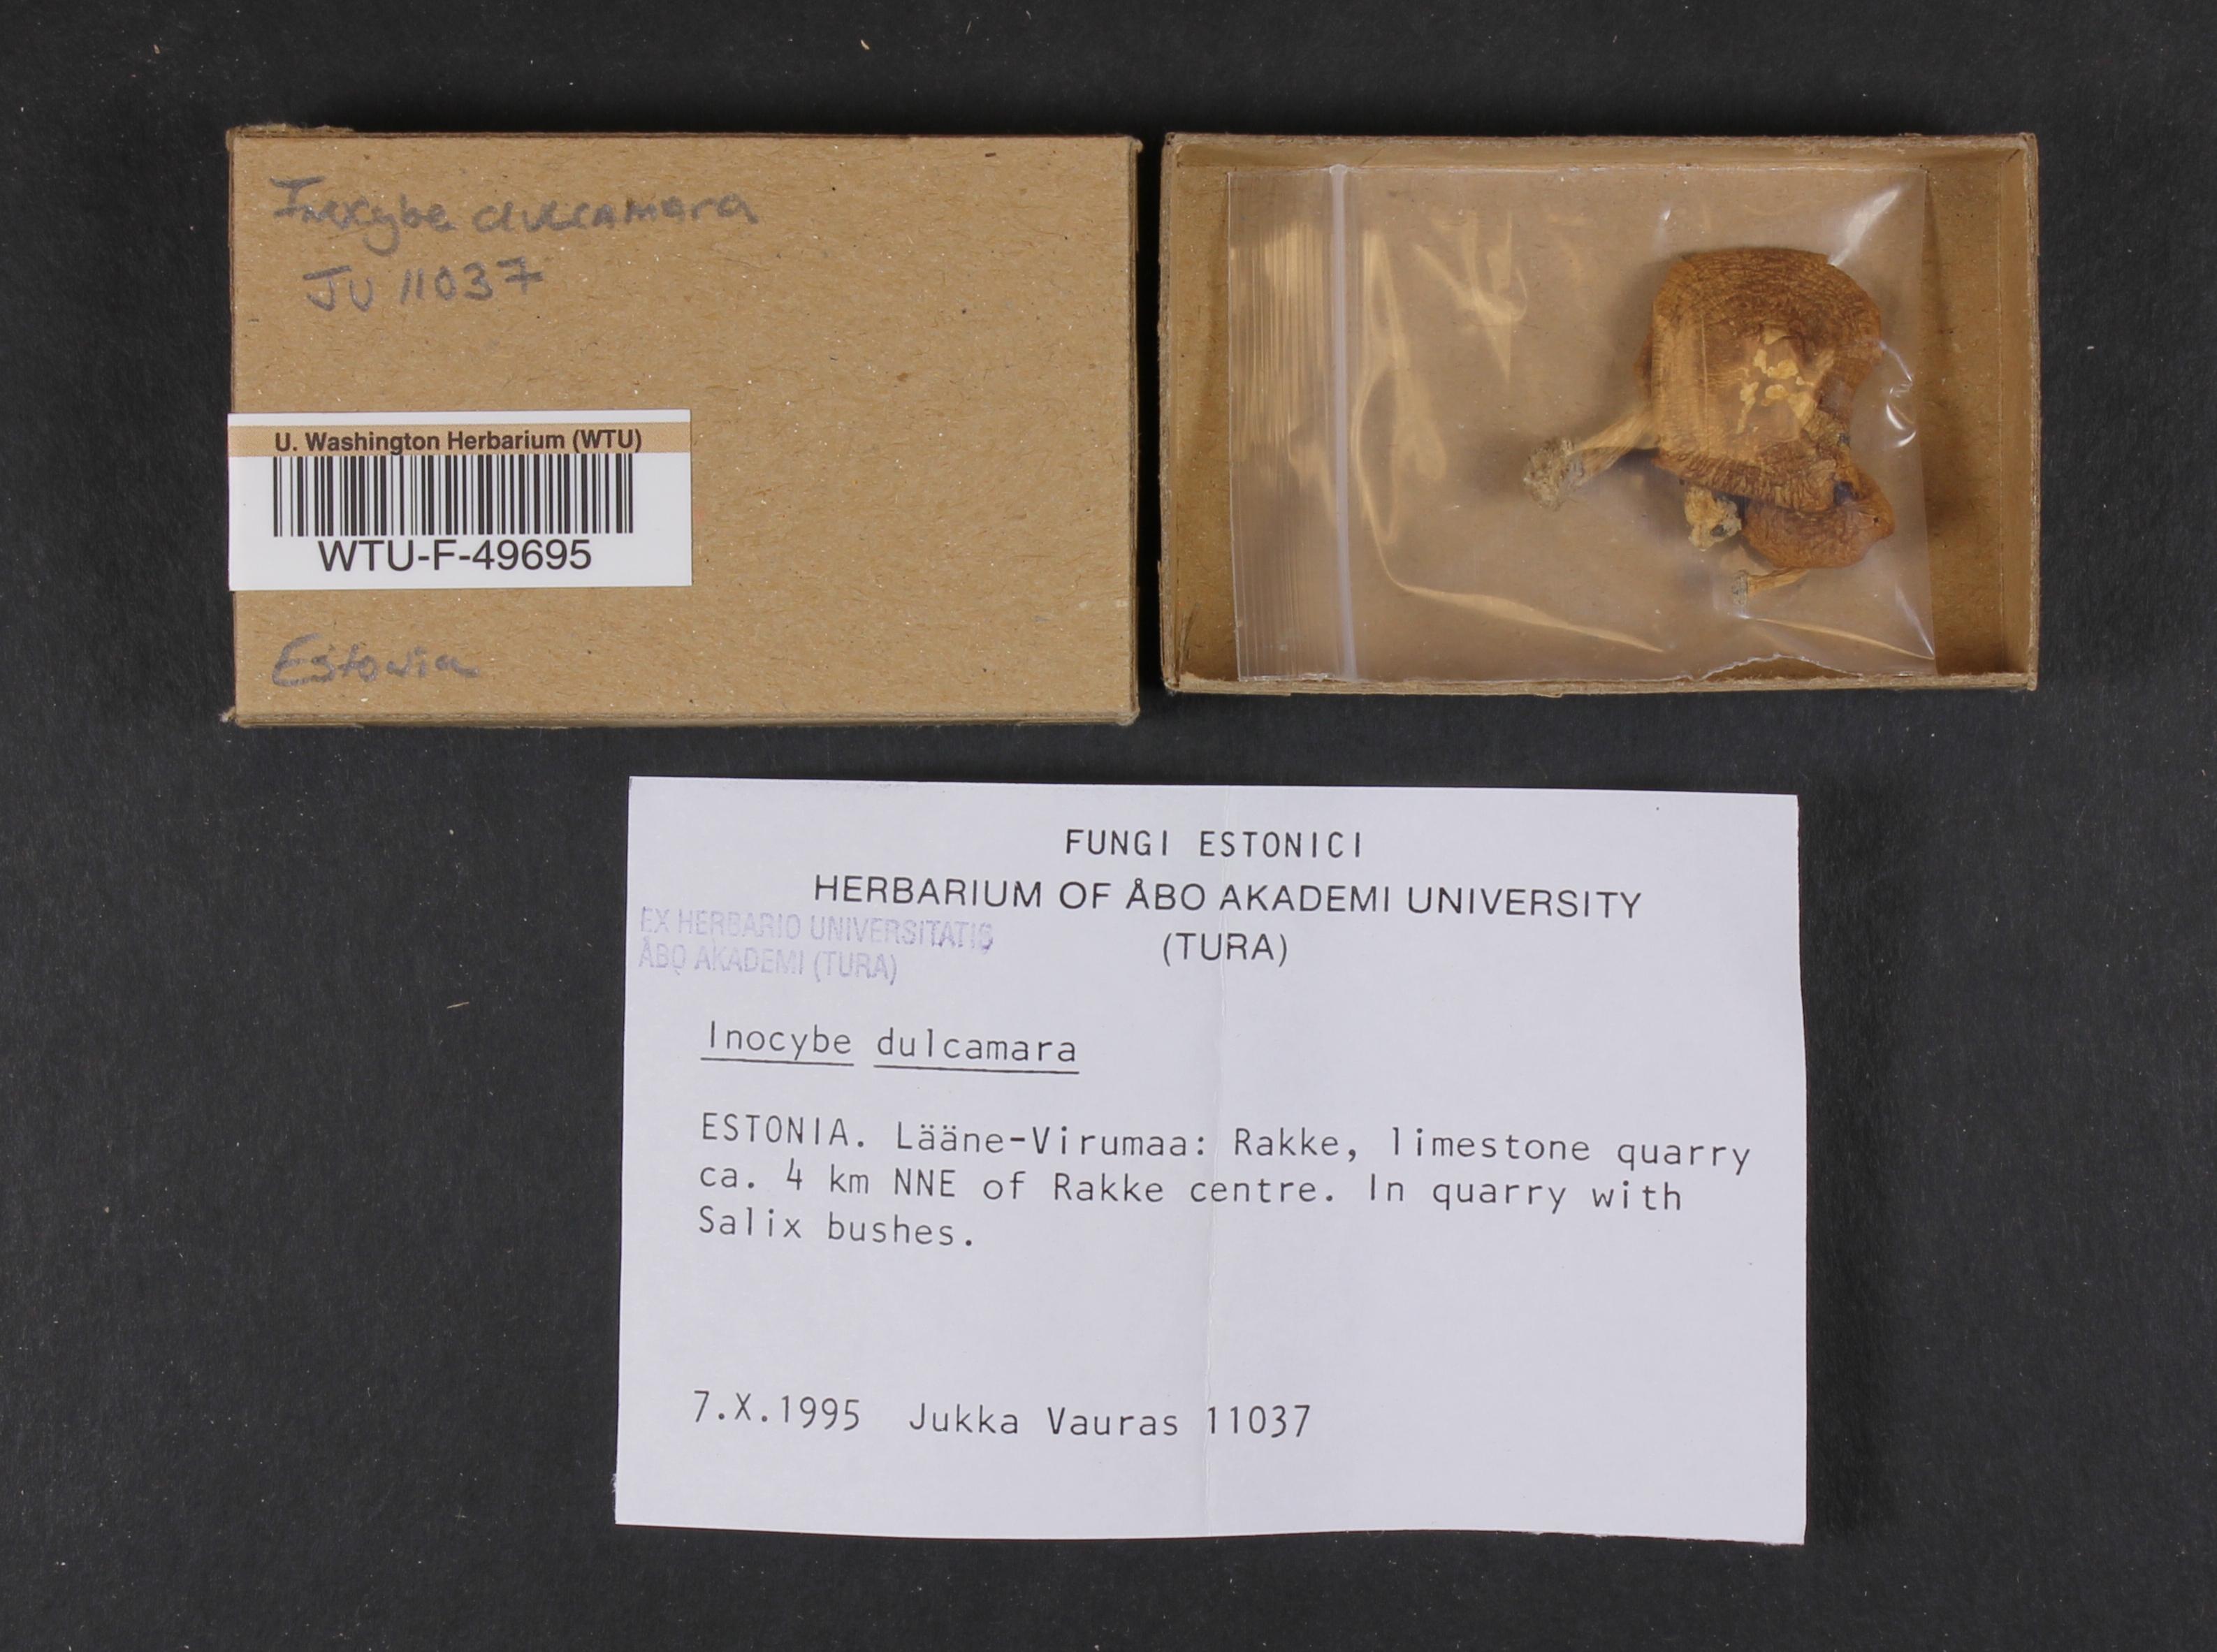 Inocybe dulcamara
JV 11037
U. Washington Herbarium (WTU)
WTU-F-49695
Estonia
FUNGI ESTONICI
HERBARIUM OF ÅBO AKADEMI UNIVERSITY
(TURA)
EX HERBARIO UNIVERSITATIS
ÅBO AKADEMI (TURA)
Inocybe dulcamara
ESTONIA. Lääne-Virumaa: Rakke, limestone quarry
ca. 4 km NNE of Rakke centre. In quarry with
Salix bushes.
7.X.1995 Jukka Vauras 11037